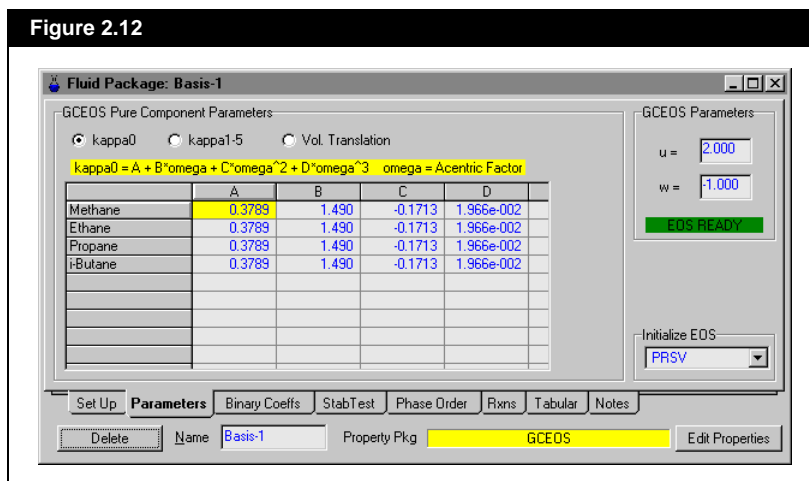 Figure 2.12
Fluid Package: Basis-1
GCEOS Pure Component Parameters
kappa0 kappa1-5 Vol. Translation
kappa0 = A + B*omega + C*omega^2 + D*omega^3 omega = Acentric Factor
A B C D
Methane 0.3789 1.490 -0.1713 1.966e-002
Ethane 0.3789 1.490 -0.1713 1.966e-002
Propane 0.3789 1.490 -0.1713 1.966e-002
i-Butane 0.3789 1.490 -0.1713 1.966e-002
GCEOS Parameters
u = 2.000
w = -1.000
EOS READY
Initialize EOS
PRSV
Set Up Parameters Binary Coeffs StabTest Phase Order Rxns Tabular Notes
Delete Name Basis-1 Property Pkg GCEOS Edit Properties